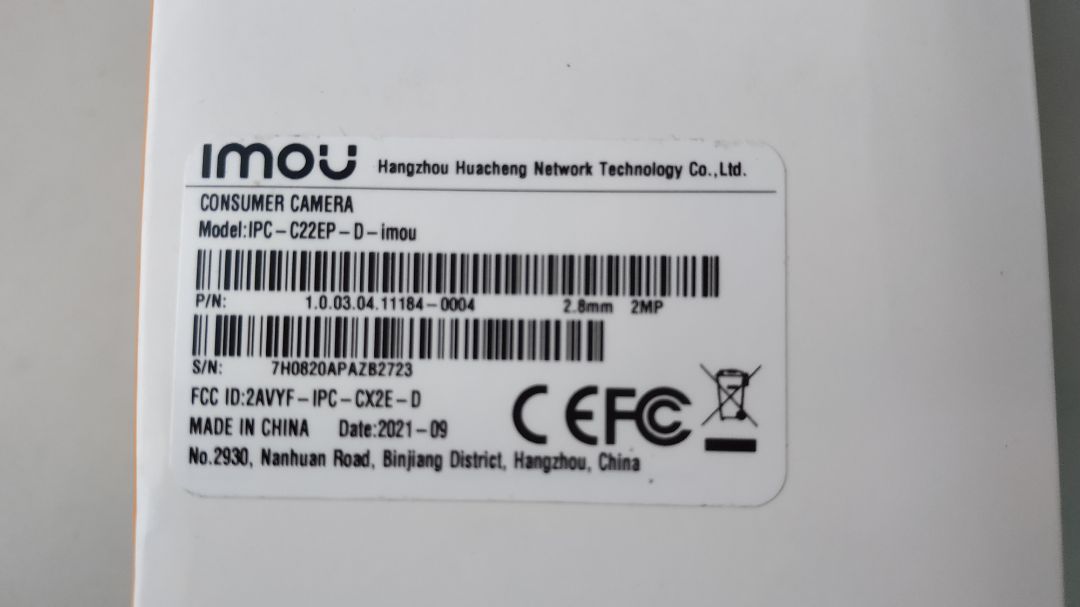 imou Hangzhou Huacheng Network Technology Co.,Ltd.
CONSUMER CAMERA
Model:IPC-C22EP-D-imou
P/N: 1.0.03.04.11184-0004 2.8mm 2MP
S/N: 7H0820APAZB2723
FCC ID:2AVYF-IPC-CX2E-D
MADE IN CHINA Date:2021-09
CE FC
No.2930, Nanhuan Road, Binjiang District, Hangzhou, China